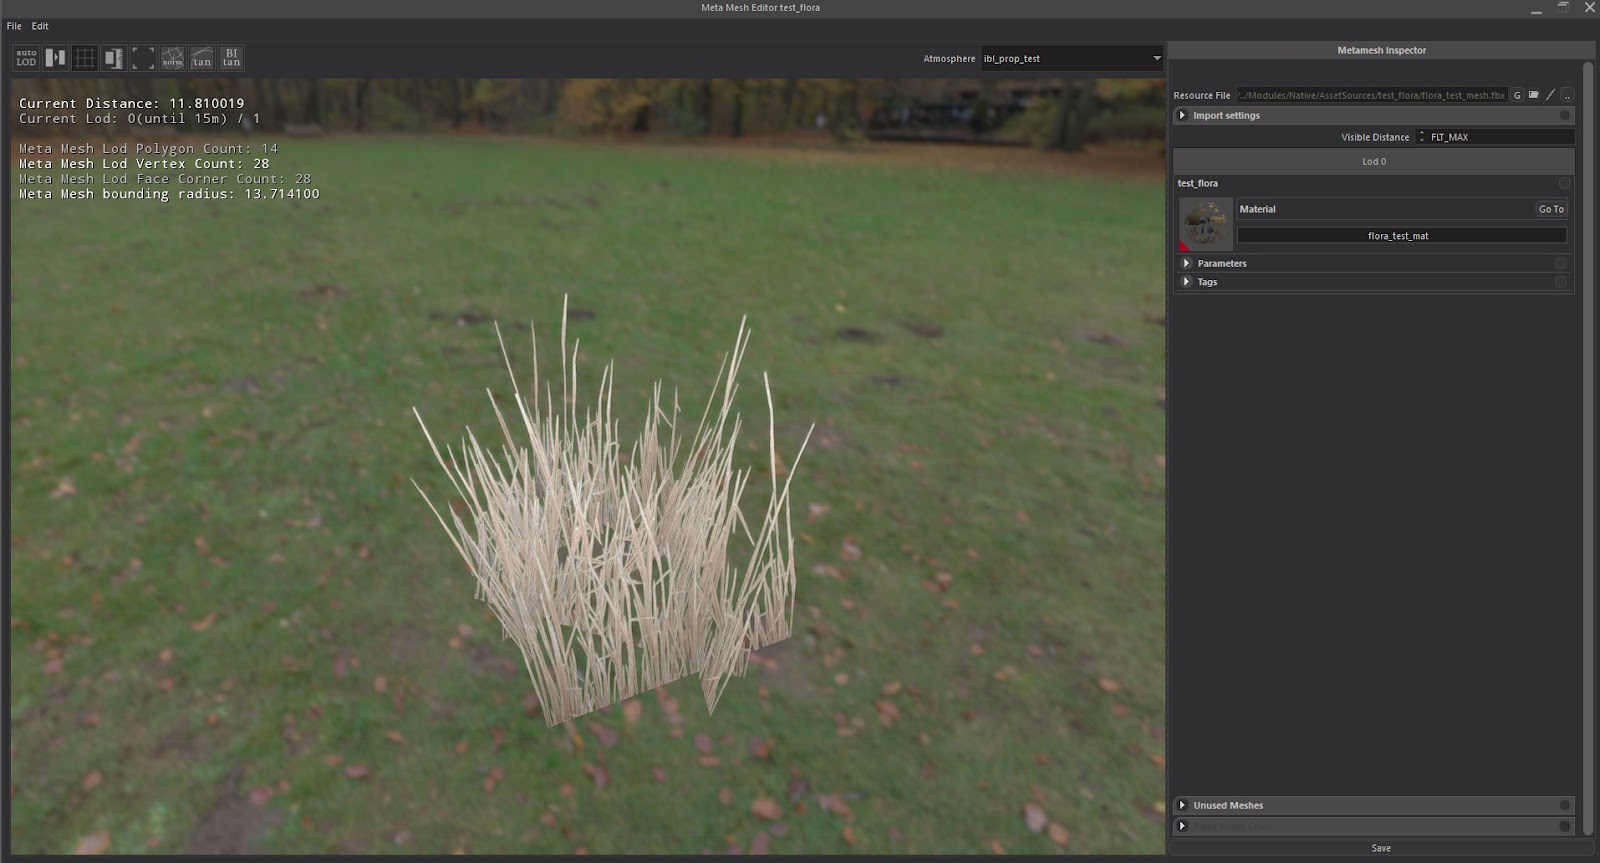 Meta Mesh Editor test_flora
File Edit
auto LOD
norm
tan
BI tan
Atmosphere ibl_prop_test
Current Distance: 11.810019
Current Lod: 0(until 15m) / 1
Meta Mesh Lod Polygon Count: 14
Meta Mesh Lod Vertex Count: 28
Meta Mesh Lod Face Corner Count: 28
Meta Mesh bounding radius: 13.714100
Metamesh Inspector
Resource File /../Modules/Native/AssetSources/test_flora/flora_test_mesh.fbx G ..
Import settings
Visible Distance FLT_MAX
Lod 0
test_flora
Material Go To
flora_test_mat
Parameters
Tags
Unused Meshes
Save